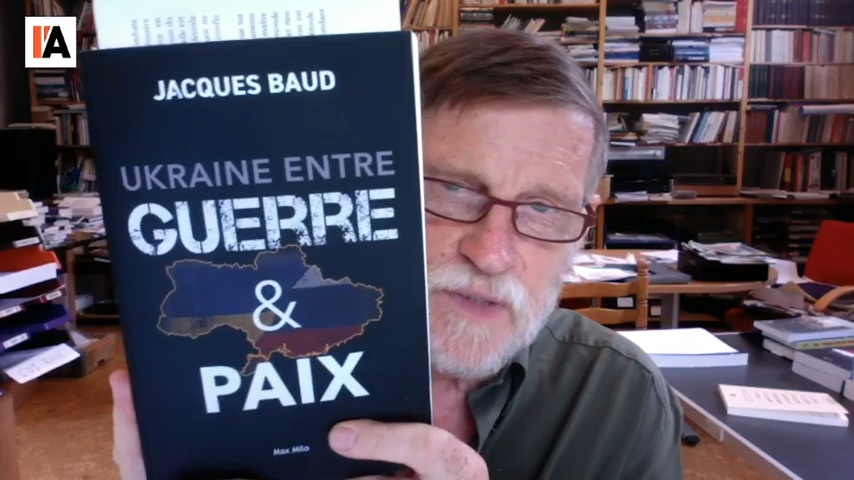 I'A
JACQUES BAUD
UKRAINE ENTRE
GUERRE
&
PAIX
Max Milo